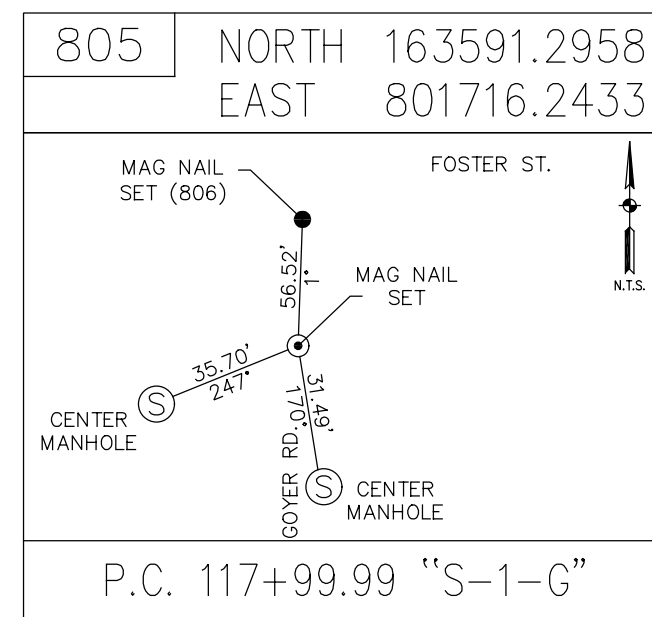 805
NORTH 163591.2958
EAST 801716.2433
MAG NAIL
SET (806)
FOSTER ST.
N.T.S.
56.52'
1°
MAG NAIL
SET
35.70'
247°
31.49'
170°
S
CENTER
MANHOLE
GOYER RD.
S
CENTER
MANHOLE
P.C. 117+99.99 “S-1-G”